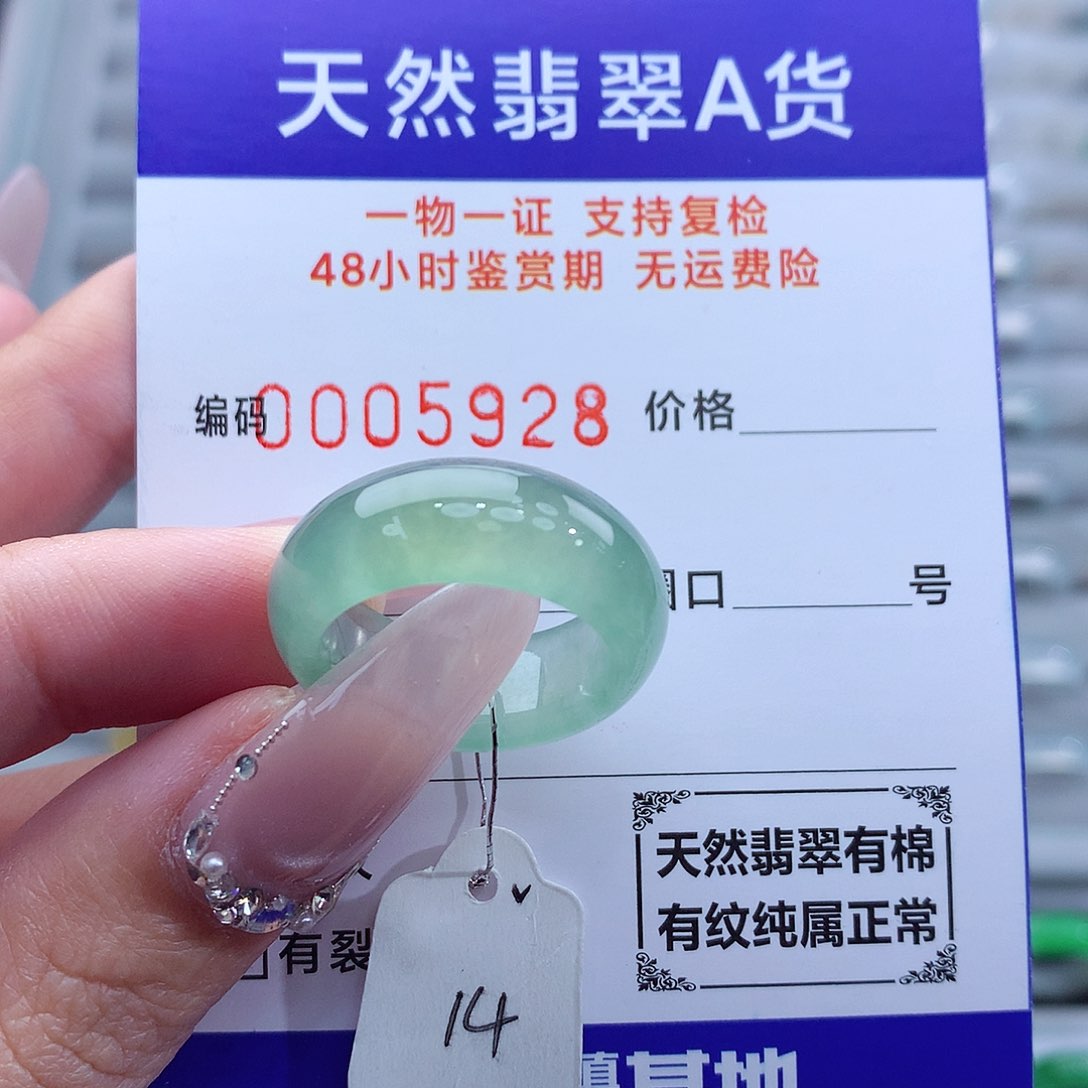 天然翡翠A货
一物一证 支持复检
48小时鉴赏期 无运费险
编码0005928 价格
口 号
天然翡翠有棉
有纹纯属正常
有裂
14
基地